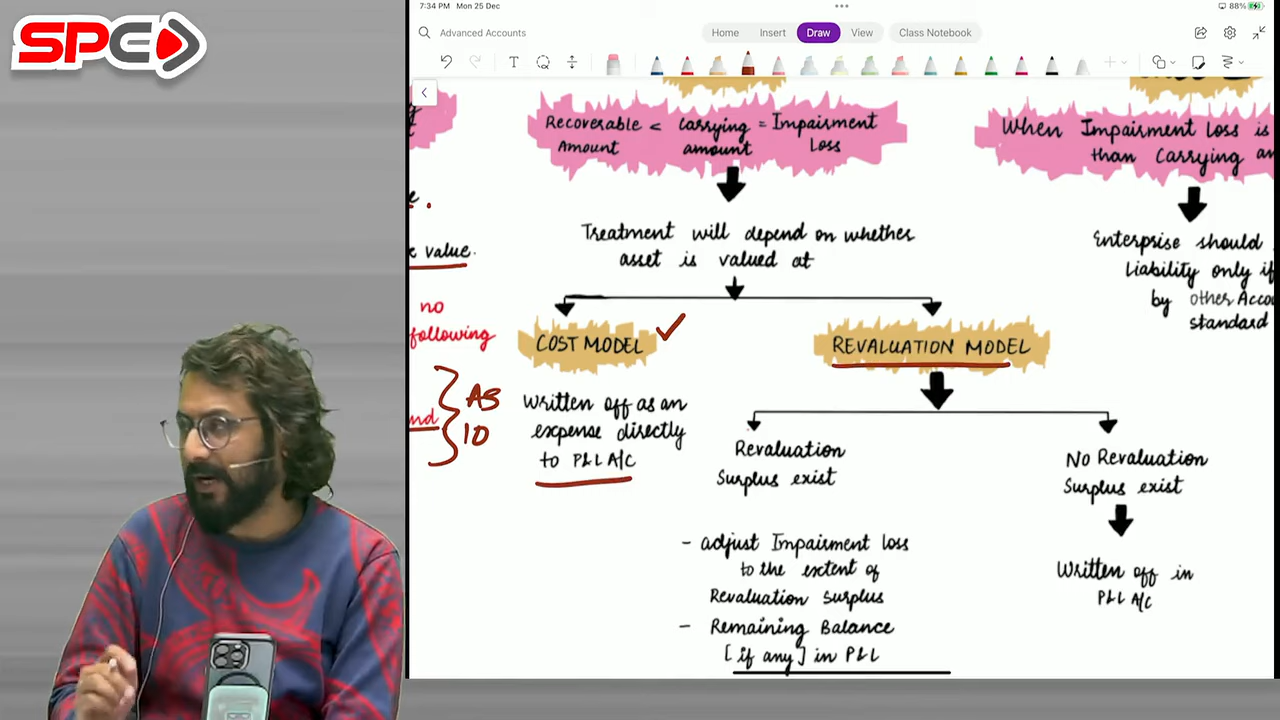 SPC
7:34 PM Mon 25 Dec
88%
Advanced Accounts
Home
Insert
Draw
View
Class Notebook
Recoverable < Carrying = Impairment
Amount amount Loss
Treatment will depend on whether
asset is valued at
COST MODEL
Written off as an
expense directly
to P&L A/C
REVALUATION MODEL
Revaluation
Surplus exist
- adjust Impairment loss
to the extent of
Revaluation Surplus
- Remaining Balance
[if any] in P&L
No Revaluation
Surplus exist
Written off in
P&L A/C
When Impairment Loss is
than Carrying
Enterprise should
liability only if
by other
standard
value.
no
following
AS
10